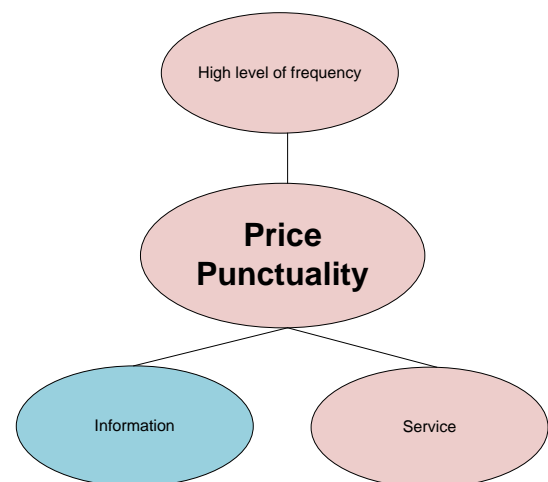 High level of frequency
Price
Punctuality
Information
Service